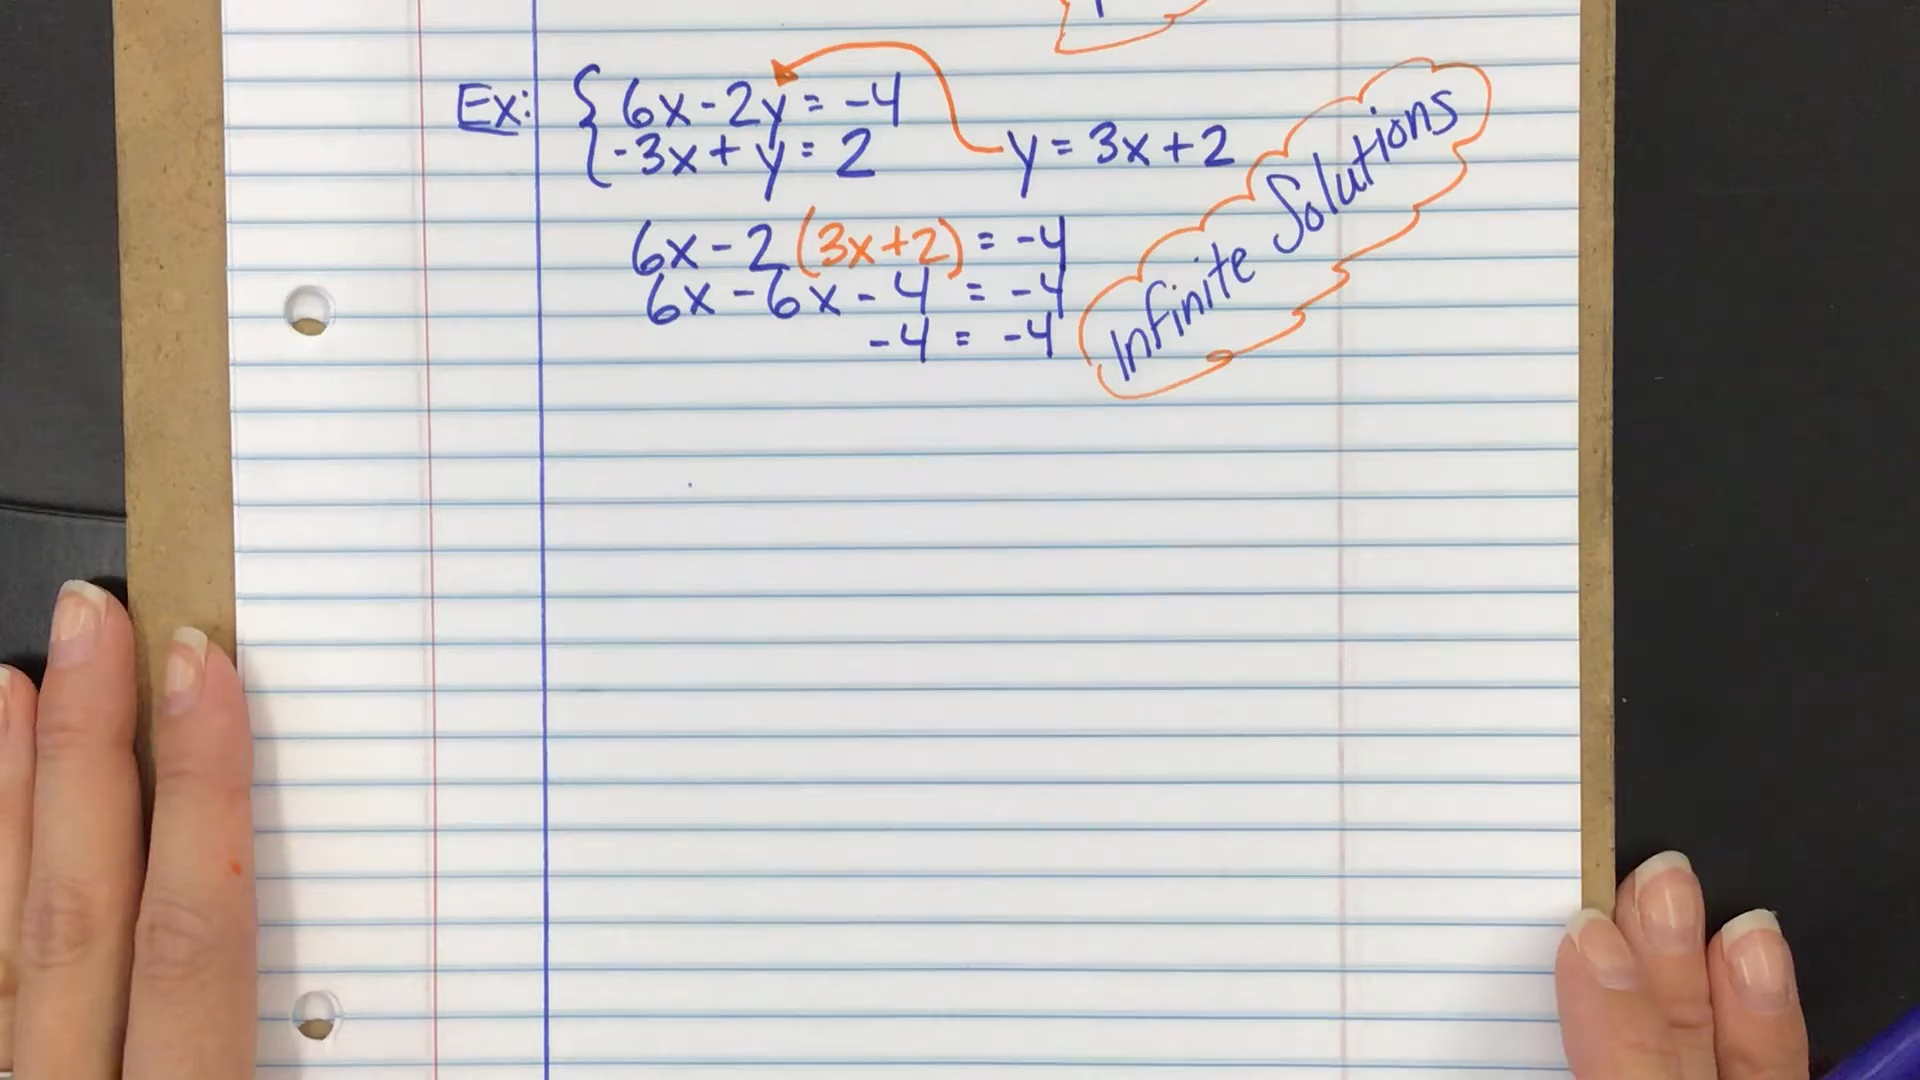 Ex: { 6x - 2y = -4
{ -3x + y = 2 y = 3x + 2
6x - 2 (3x + 2) = -4
6x - 6x - 4 = -4
-4 = -4
Infinite Solutions